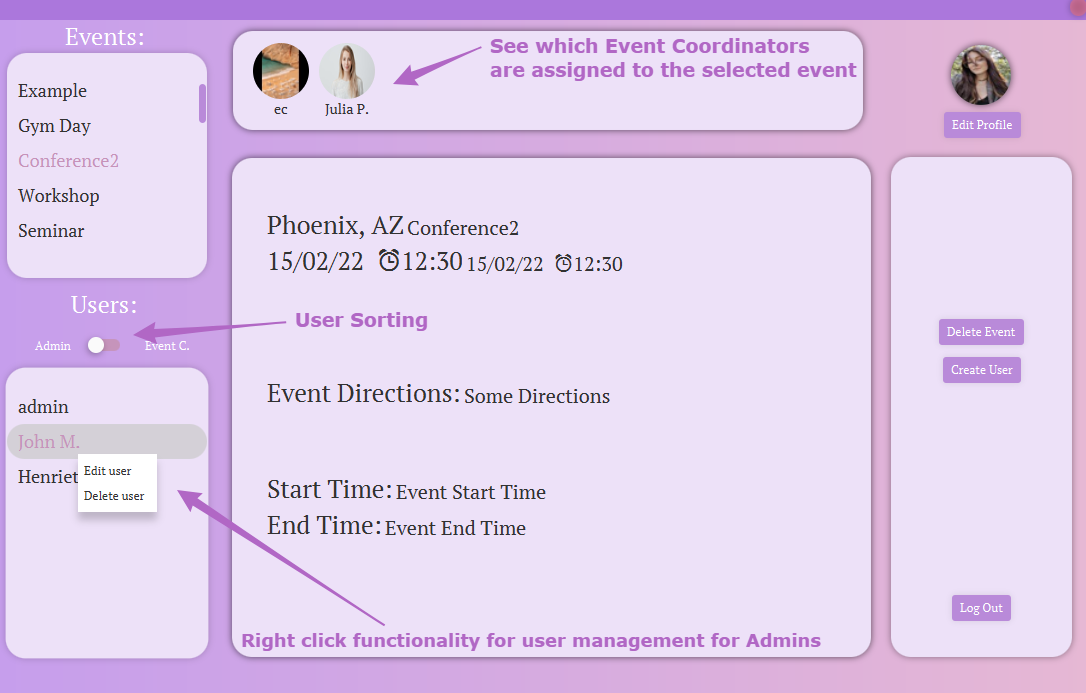 Events:
Example
Gym Day
Conference2
Workshop
Seminar
Users:
Admin Event C.
admin
John M.
Henriet
Edit user
Delete user
ec Julia P.
See which Event Coordinators
are assigned to the selected event
Phoenix, AZ Conference2
15/02/22 12:30 15/02/22 12:30
User Sorting
Event Directions: Some Directions
Start Time: Event Start Time
End Time: Event End Time
Right click functionality for user management for Admins
Edit Profile
Delete Event
Create User
Log Out